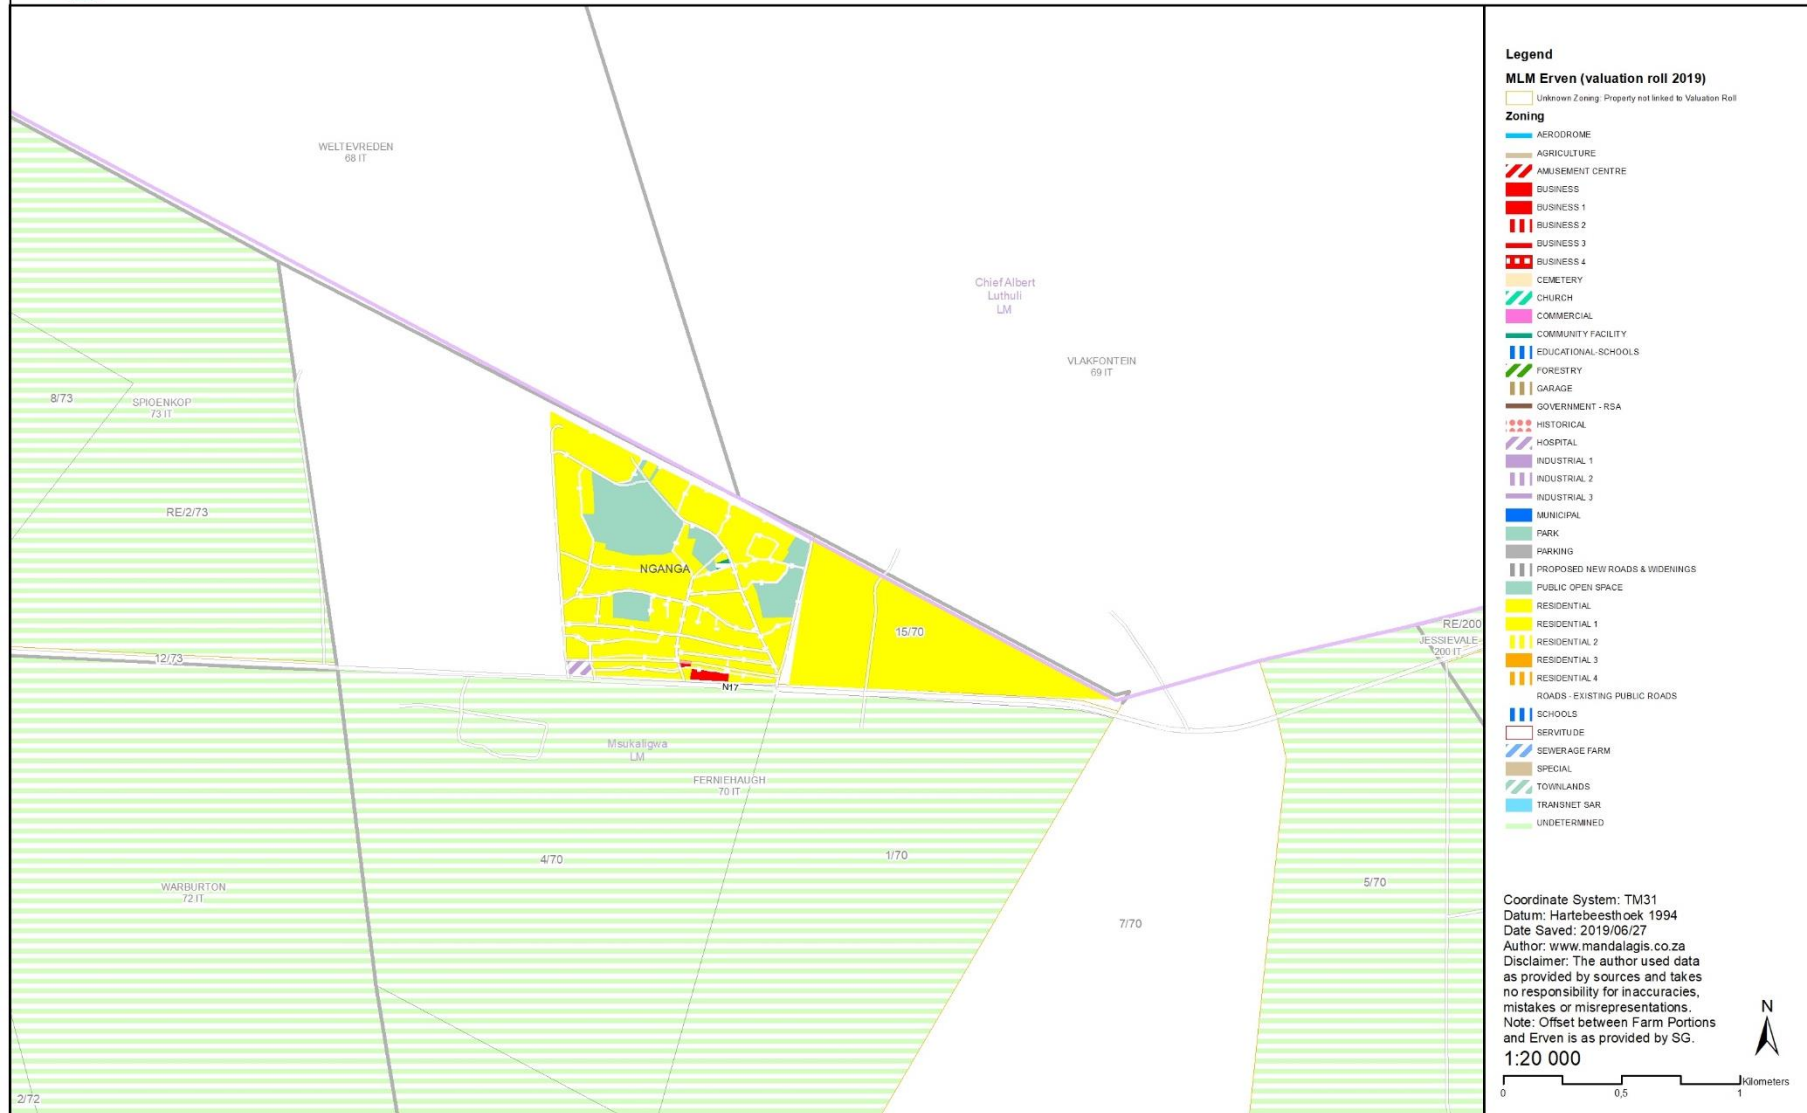 WELTEVREDEN
68 IT
Chief Albert
Luthuli
LM
VLAKFONTEIN
69 IT
8/73
SPIOENKOP
73 IT
RE/2/73
NGANGA
15/70
RE/200
JESSIEVALE
200 IT
12/73
N17
Msukaligwa
LM
FERNIEHAUGH
70 IT
4/70
1/70
WARBURTON
72 IT
5/70
7/70
2/72
Legend
MLM Erven (valuation roll 2019)
Unknown Zoning: Property not linked to Valuation Roll
Zoning
AERODROME
AGRICULTURE
AMUSEMENT CENTRE
BUSINESS
BUSINESS 1
BUSINESS 2
BUSINESS 3
BUSINESS 4
CEMETERY
CHURCH
COMMERCIAL
COMMUNITY FACILITY
EDUCATIONAL-SCHOOLS
FORESTRY
GARAGE
GOVERNMENT - RSA
HISTORICAL
HOSPITAL
INDUSTRIAL 1
INDUSTRIAL 2
INDUSTRIAL 3
MUNICIPAL
PARK
PARKING
PROPOSED NEW ROADS & WIDENINGS
PUBLIC OPEN SPACE
RESIDENTIAL
RESIDENTIAL 1
RESIDENTIAL 2
RESIDENTIAL 3
RESIDENTIAL 4
ROADS - EXISTING PUBLIC ROADS
SCHOOLS
SERVITUDE
SEWERAGE FARM
SPECIAL
TOWNLANDS
TRANSNET SAR
UNDETERMINED
Coordinate System: TM31
Datum: Hartebeesthoek 1994
Date Saved: 2019/06/27
Author: www.mandalagis.co.za
Disclaimer: The author used data
as provided by sources and takes
no responsibility for inaccuracies,
mistakes or misrepresentations.
Note: Offset between Farm Portions
and Erven is as provided by SG.
N
1:20 000
Kilometers
0 0,5 1